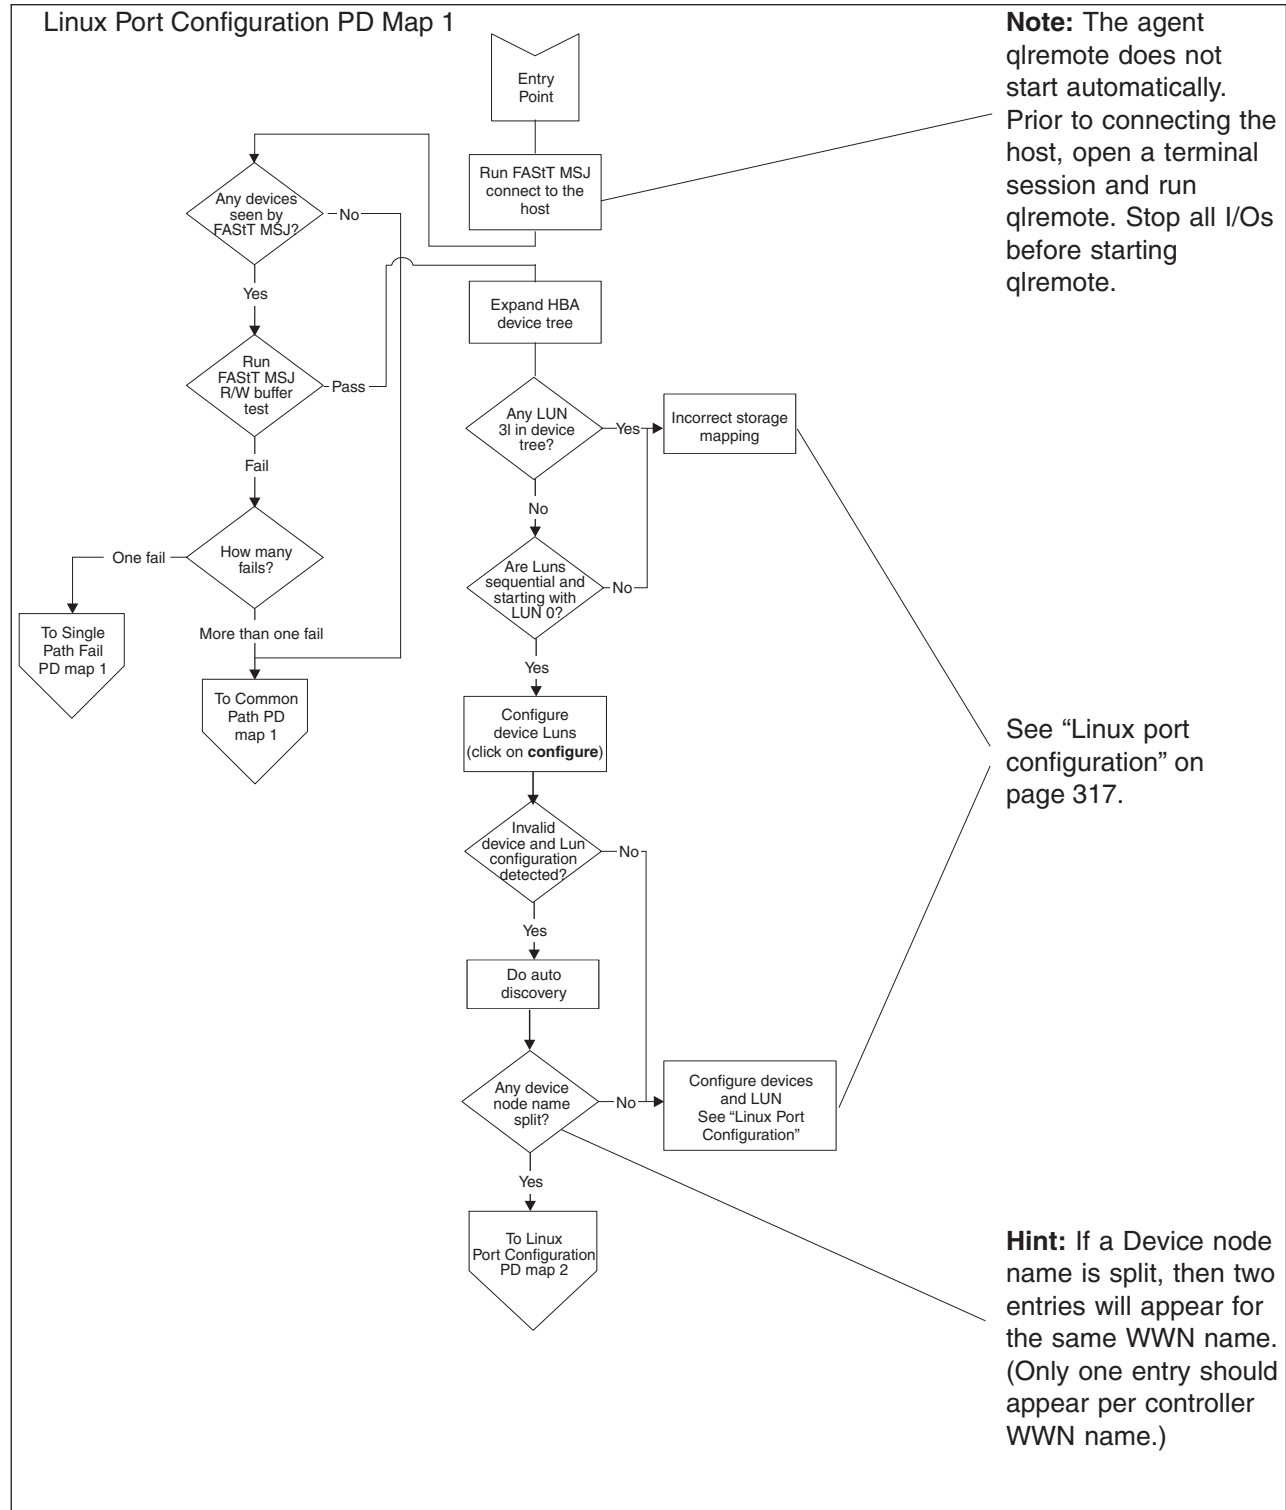 Linux Port Configuration PD Map 1
Entry
Point
Run FAStT MSJ
connect to the
host
Any devices
seen by
FAStT MSJ?
No
Yes
Run
FAStT MSJ
R/W buffer
test
Pass
Fail
How many
fails?
One fail
More than one fail
To Single
Path Fail
PD map 1
To Common
Path PD
map 1
Expand HBA
device tree
Any LUN
3l in device
tree?
Yes
Incorrect storage
mapping
No
Are Luns
sequential and
starting with
LUN 0?
No
Yes
Configure
device Luns
(click on configure)
Invalid
device and Lun
configuration
detected?
No
Yes
Do auto
discovery
Any device
node name
split?
No
Configure devices
and LUN
See “Linux Port
Configuration”
Yes
To Linux
Port Configuration
PD map 2
Note: The agent
qlremote does not
start automatically.
Prior to connecting the
host, open a terminal
session and run
qlremote. Stop all I/Os
before starting
qlremote.
See “Linux port
configuration” on
page 317.
Hint: If a Device node
name is split, then two
entries will appear for
the same WWN name.
(Only one entry should
appear per controller
WWN name.)